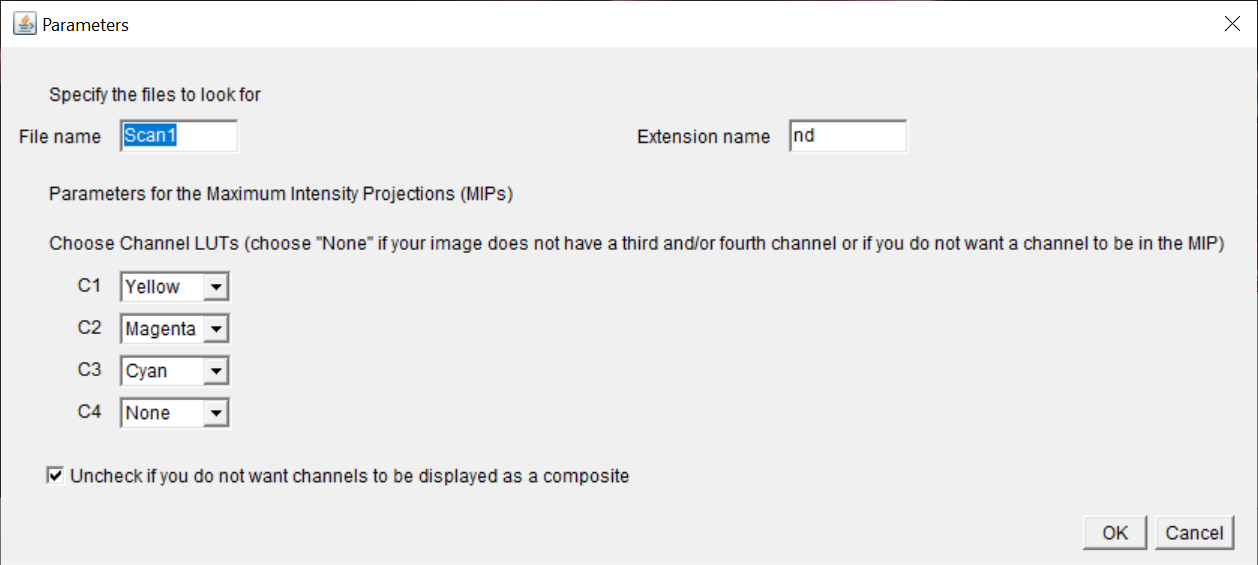 Parameters
Specify the files to look for
File name Scan1 Extension name nd
Parameters for the Maximum Intensity Projections (MIPs)
Choose Channel LUTs (choose "None" if your image does not have a third and/or fourth channel or if you do not want a channel to be in the MIP)
C1 Yellow
C2 Magenta
C3 Cyan
C4 None
Uncheck if you do not want channels to be displayed as a composite
OK Cancel